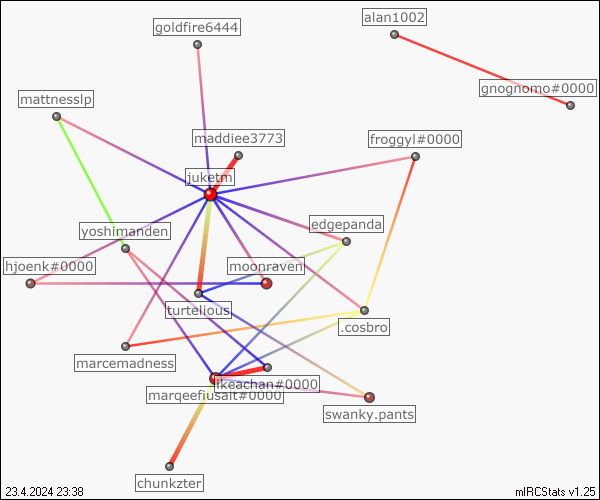 alan1002
goldfire6444
gnognomo#0000
mattnesslp
maddiee3773
froggyl#0000
juketm
edgepanda
yoshimanden
hjoenk#0000
moonraven
turtelious
.cosbro
marcemadness
likeachan#0000
marqeefiusalt#0000
swanky.pants
chunkzter
23.4.2024 23:38
mIRCStats v1.25